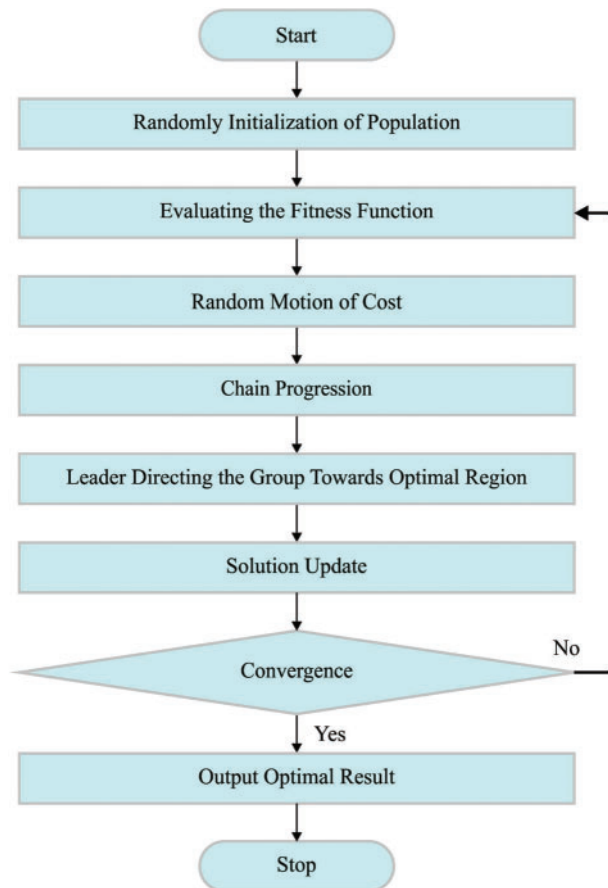 Start
Randomly Initialization of Population
Evaluating the Fitness Function
Random Motion of Cost
Chain Progression
Leader Directing the Group Towards Optimal Region
Solution Update
Convergence
No
Yes
Output Optimal Result
Stop